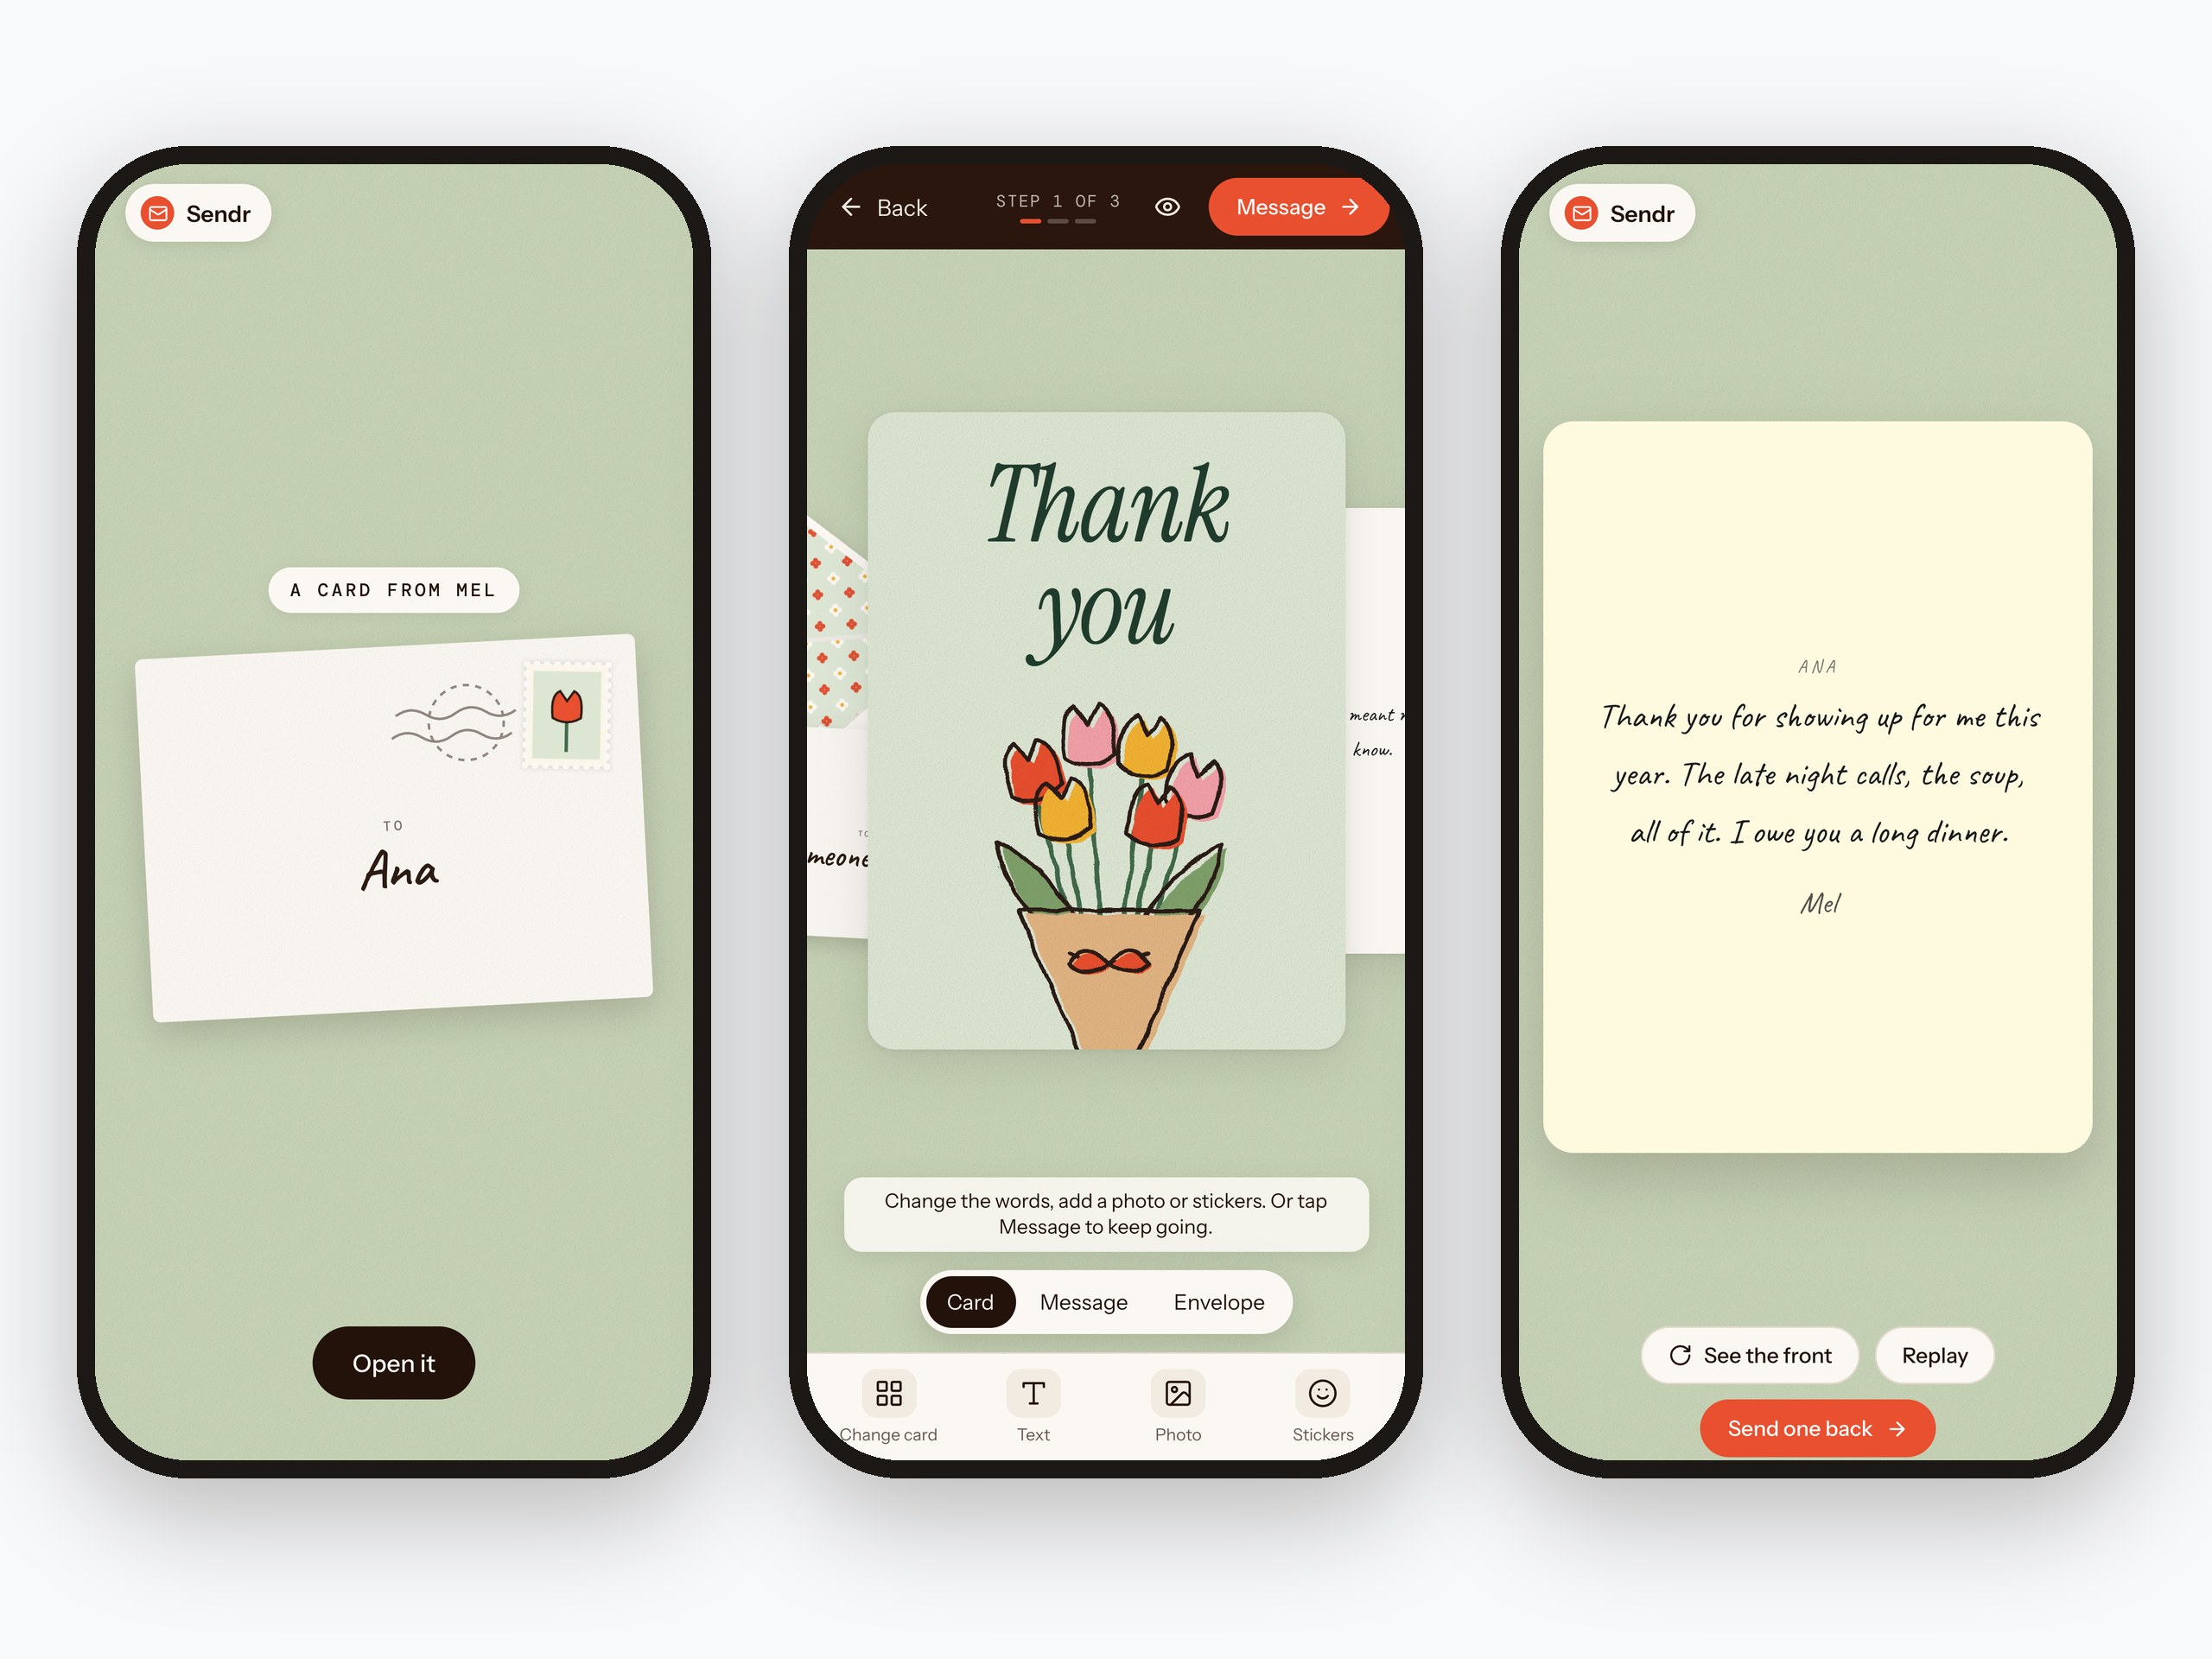 Sendr
A CARD FROM MEL
TO
Ana
Open it
Back
STEP 1 OF 3
Message
Thank
you
TO
meone
meant
know.
Change the words, add a photo or stickers. Or tap
Message to keep going.
Card
Message
Envelope
Change card
Text
Photo
Stickers
Sendr
ANA
Thank you for showing up for me this
year. The late night calls, the soup,
all of it. I owe you a long dinner.
Mel
See the front
Replay
Send one back